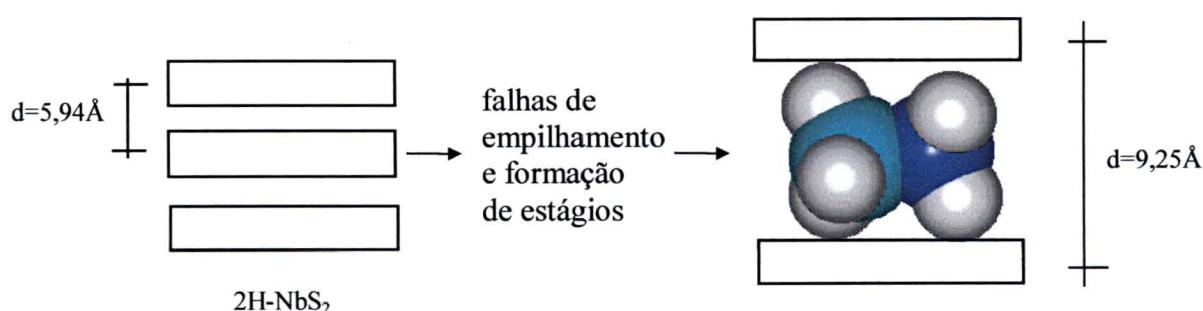 d=5,94Å
2H-NbS₂
falhas de
empilhamento
e formação
de estágios
d=9,25Å